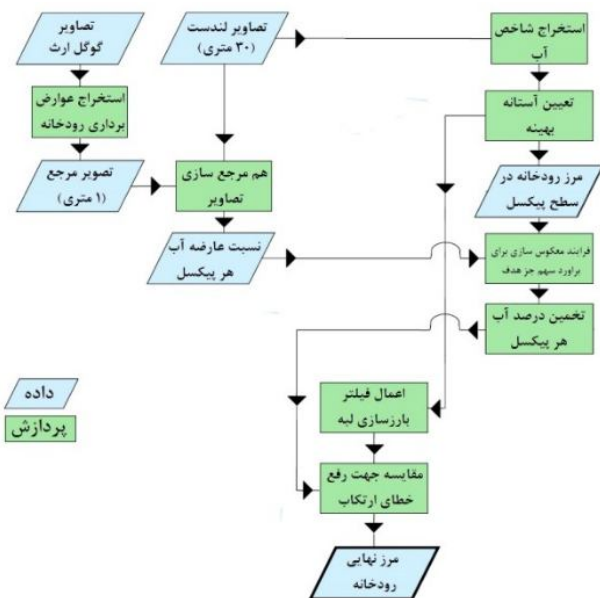 تصاویر
گوگل ارث
تصاویر لندست
(۳۰ متری)
استخراج شاخص
آب
استخراج عوارض
برداری رودخانه
تعیین آستانه
بهینه
تصویر مرجع
(۱ متری)
هم مرجع سازی
تصاویر
مرز رودخانه در
سطح پیکسل
نسبت عارضه آب
هر پیکسل
فرایند معکوس سازی برای
براورد سهم جز هدف
تخمین درصد آب
هر پیکسل
داده
پردازش
اعمال فیلتر
بارزسازی لبه
مقایسه جهت رفع
خطای ارتکاب
مرز نهایی
رودخانه